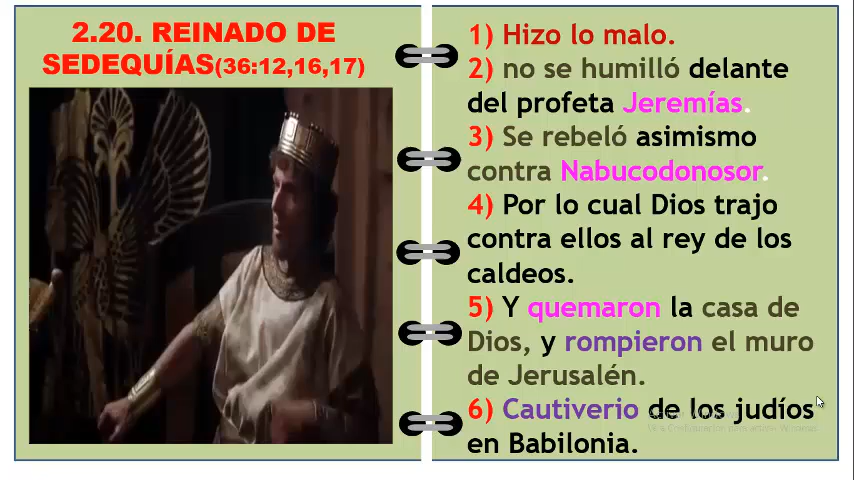 2.20. REINADO DE
SEDEQUÍAS(36:12,16,17)
1) Hizo lo malo.
2) no se humilló delante
del profeta Jeremías.
3) Se rebeló asimismo
contra Nabucodonosor.
4) Por lo cual Dios trajo
contra ellos al rey de los
caldeos.
5) Y quemaron la casa de
Dios, y rompieron el muro
de Jerusalén.
6) Cautiverio de los judíos
en Babilonia.